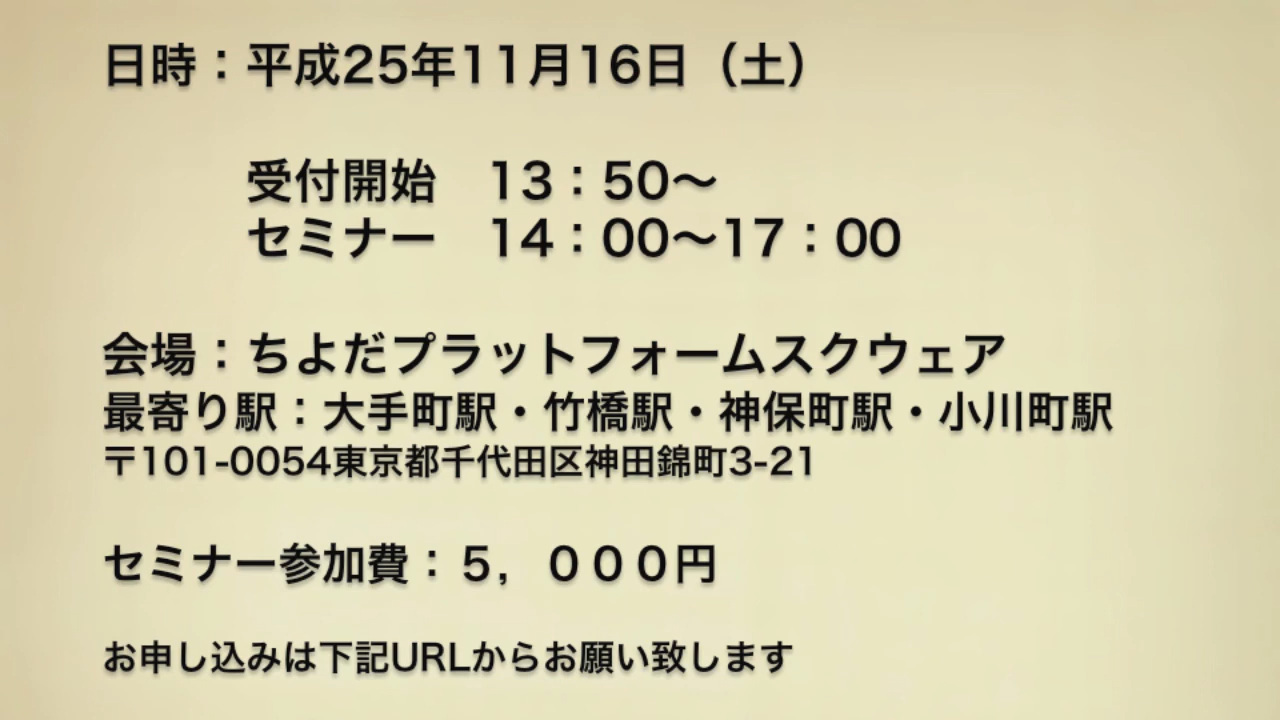 日時：平成25年11月16日（土）
受付開始　13：50〜
セミナー　14：00〜17：00
会場：ちよだプラットフォームスクウェア
最寄り駅：大手町駅・竹橋駅・神保町駅・小川町駅
〒101-0054東京都千代田区神田錦町3-21
セミナー参加費：５，０００円
お申し込みは下記URLからお願い致します